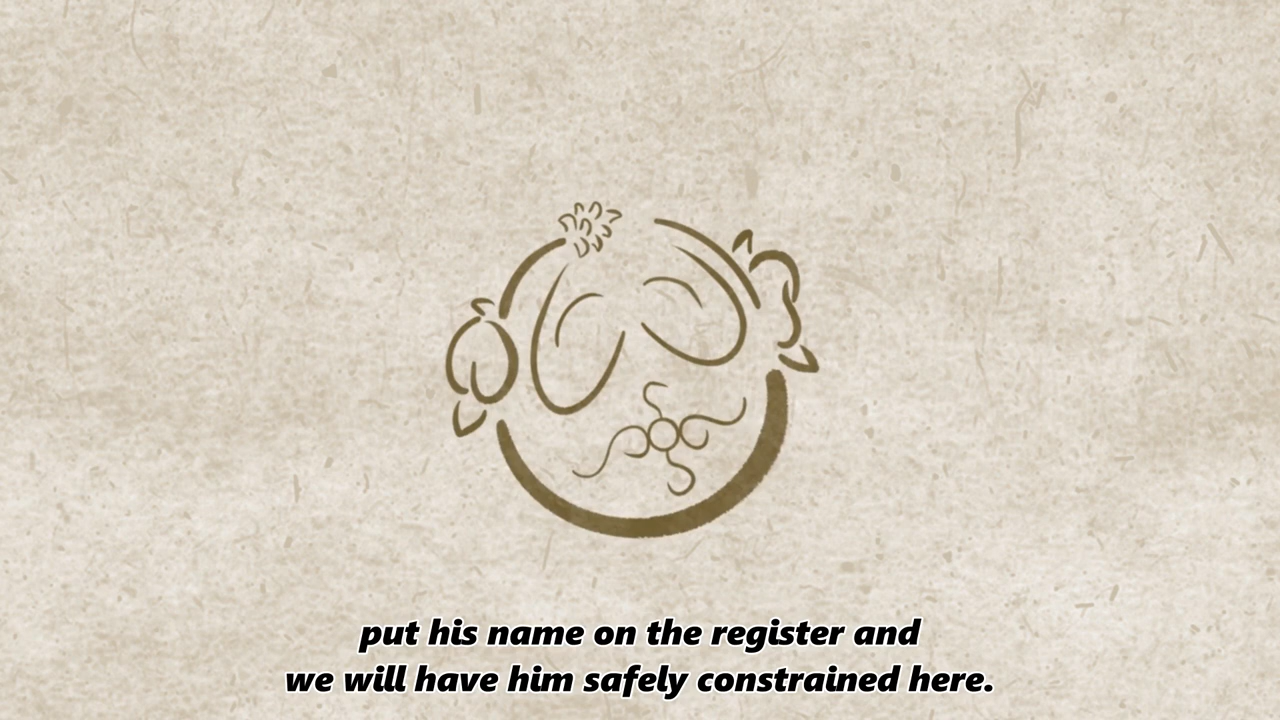 put his name on the register and
we will have him safely constrained here.